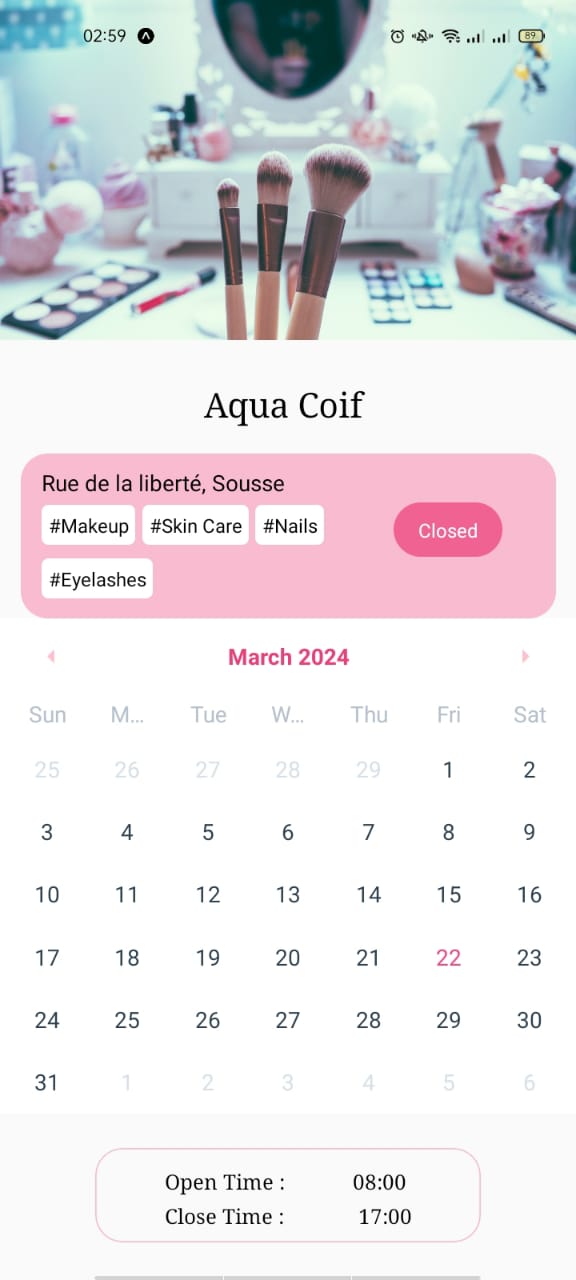 02:59
89
E
Aqua Coif
Rue de la liberté, Sousse
#Makeup #Skin Care #Nails
#Eyelashes
Closed
March 2024
Sun M... Tue W... Thu Fri Sat
25 26 27 28 29 1 2
3 4 5 6 7 8 9
10 11 12 13 14 15 16
17 18 19 20 21 22 23
24 25 26 27 28 29 30
31 1 2 3 4 5 6
Open Time : 08:00
Close Time : 17:00